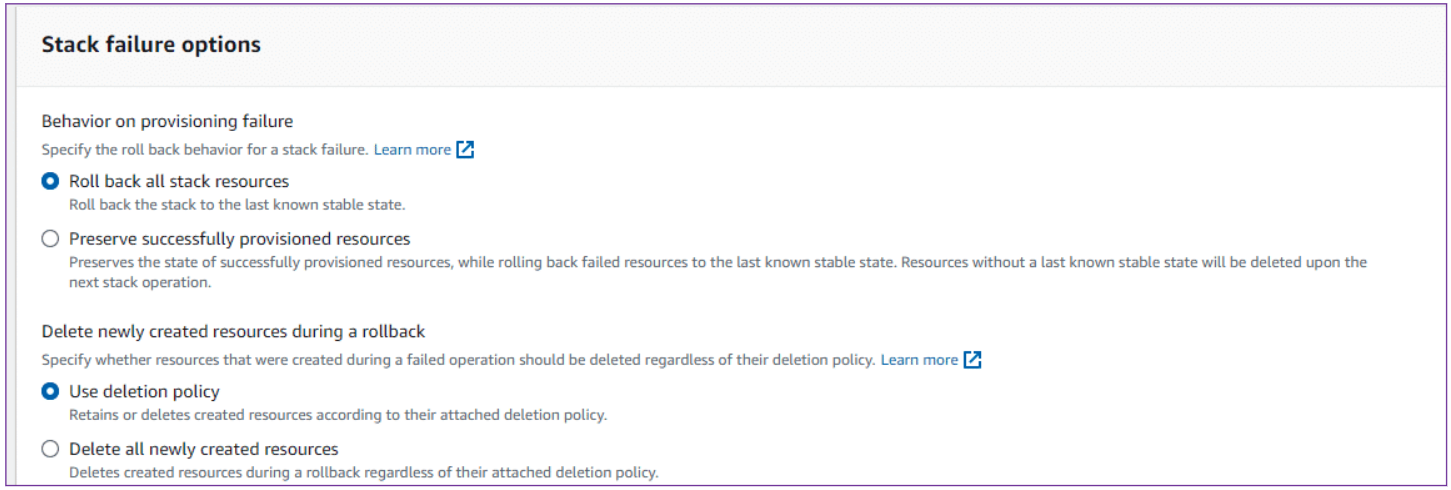 Stack failure options
Behavior on provisioning failure
Specify the roll back behavior for a stack failure. Learn more
Roll back all stack resources
Roll back the stack to the last known stable state.
Preserve successfully provisioned resources
Preserves the state of successfully provisioned resources, while rolling back failed resources to the last known stable state. Resources without a last known stable state will be deleted upon the
next stack operation.
Delete newly created resources during a rollback
Specify whether resources that were created during a failed operation should be deleted regardless of their deletion policy. Learn more
Use deletion policy
Retains or deletes created resources according to their attached deletion policy.
Delete all newly created resources
Deletes created resources during a rollback regardless of their attached deletion policy.